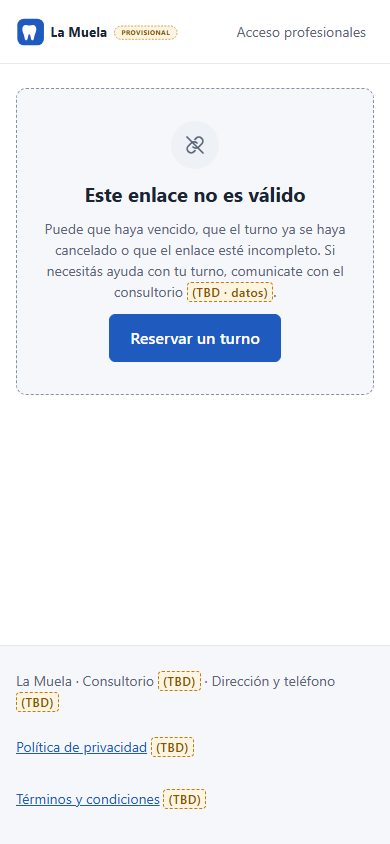 La Muela PROVISIONAL Acceso profesionales
Este enlace no es válido
Puede que haya vencido, que el turno ya se haya
cancelado o que el enlace esté incompleto. Si
necesitás ayuda con tu turno, comunicate con el
consultorio (TBD · datos).
Reservar un turno
La Muela · Consultorio (TBD) · Dirección y teléfono
(TBD)
Política de privacidad (TBD)
Términos y condiciones (TBD)